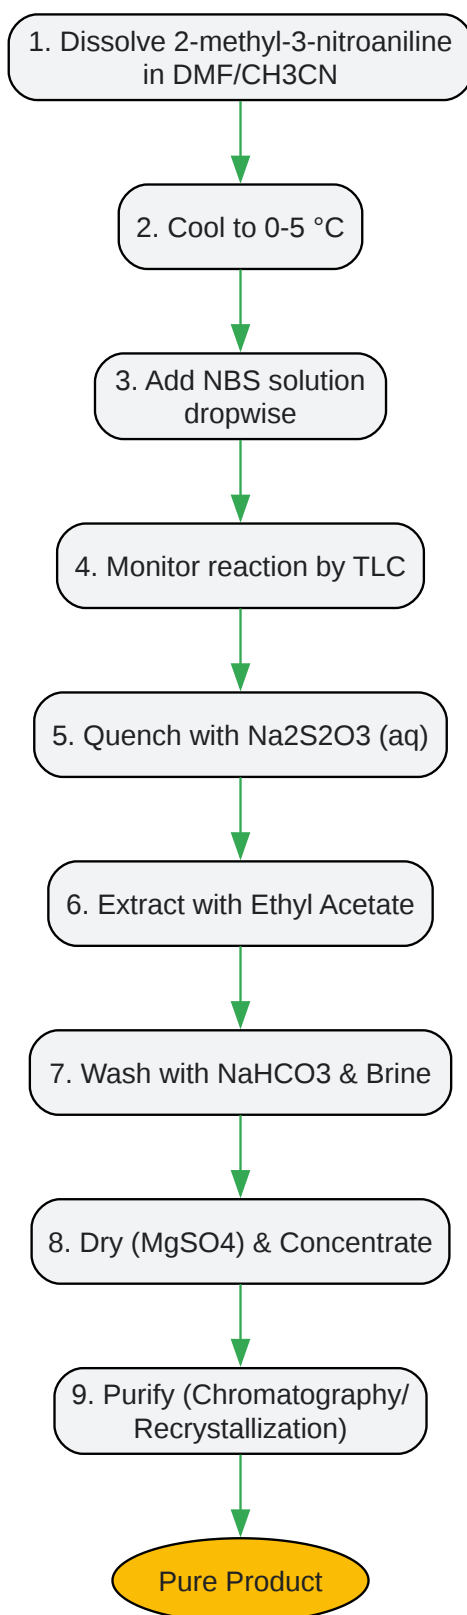 1. Dissolve 2-methyl-3-nitroaniline
in DMF/CH3CN
2. Cool to 0-5 °C
3. Add NBS solution
dropwise
4. Monitor reaction by TLC
5. Quench with Na2S2O3 (aq)
6. Extract with Ethyl Acetate
7. Wash with NaHCO3 & Brine
8. Dry (MgSO4) & Concentrate
9. Purify (Chromatography/
Recrystallization)
Pure Product